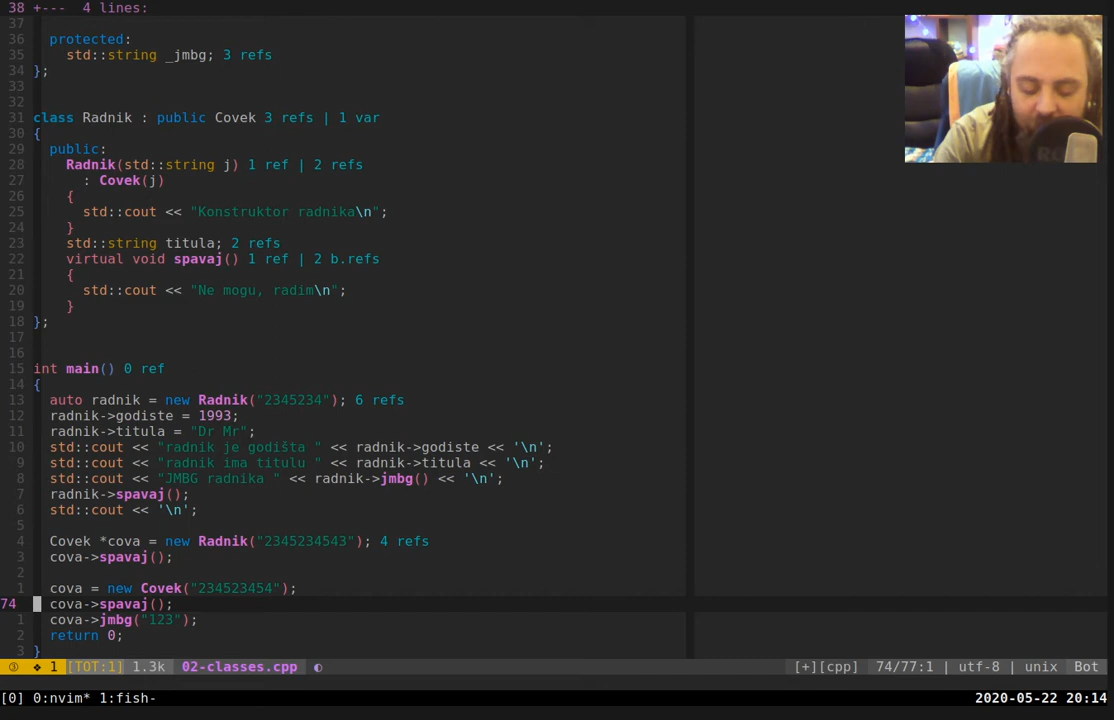 38 +---  4 lines:
37
36   protected:
35     std::string _jmbg; 3 refs
34 };
33
32
31 class Radnik : public Covek 3 refs | 1 var
30 {
29   public:
28     Radnik(std::string j) 1 ref | 2 refs
27       : Covek(j)
26     {
25       std::cout << "Konstruktor radnika\n";
24     }
23     std::string titula; 2 refs
22     virtual void spavaj() 1 ref | 2 b.refs
21     {
20       std::cout << "Ne mogu, radim\n";
19     }
18 };
17
16
15 int main() 0 ref
14 {
13   auto radnik = new Radnik("2345234"); 6 refs
12   radnik->godiste = 1993;
11   radnik->titula = "Dr Mr";
10   std::cout << "radnik je godišta " << radnik->godiste << '\n';
9   std::cout << "radnik ima titulu " << radnik->titula << '\n';
8   std::cout << "JMBG radnika " << radnik->jmbg() << '\n';
7   radnik->spavaj();
6   std::cout << '\n';
5
4   Covek *cova = new Radnik("2345234543"); 4 refs
3   cova->spavaj();
2
1   cova = new Covek("234523454");
74   cova->spavaj();
1   cova->jmbg("123");
2   return 0;
3 }
③ ❖ 1 [TOT:1] 1.3k 02-classes.cpp ◐ [+][cpp] 74/77:1 | utf-8 | unix Bot
[0] 0:nvim* 1:fish- 2020-05-22 20:14